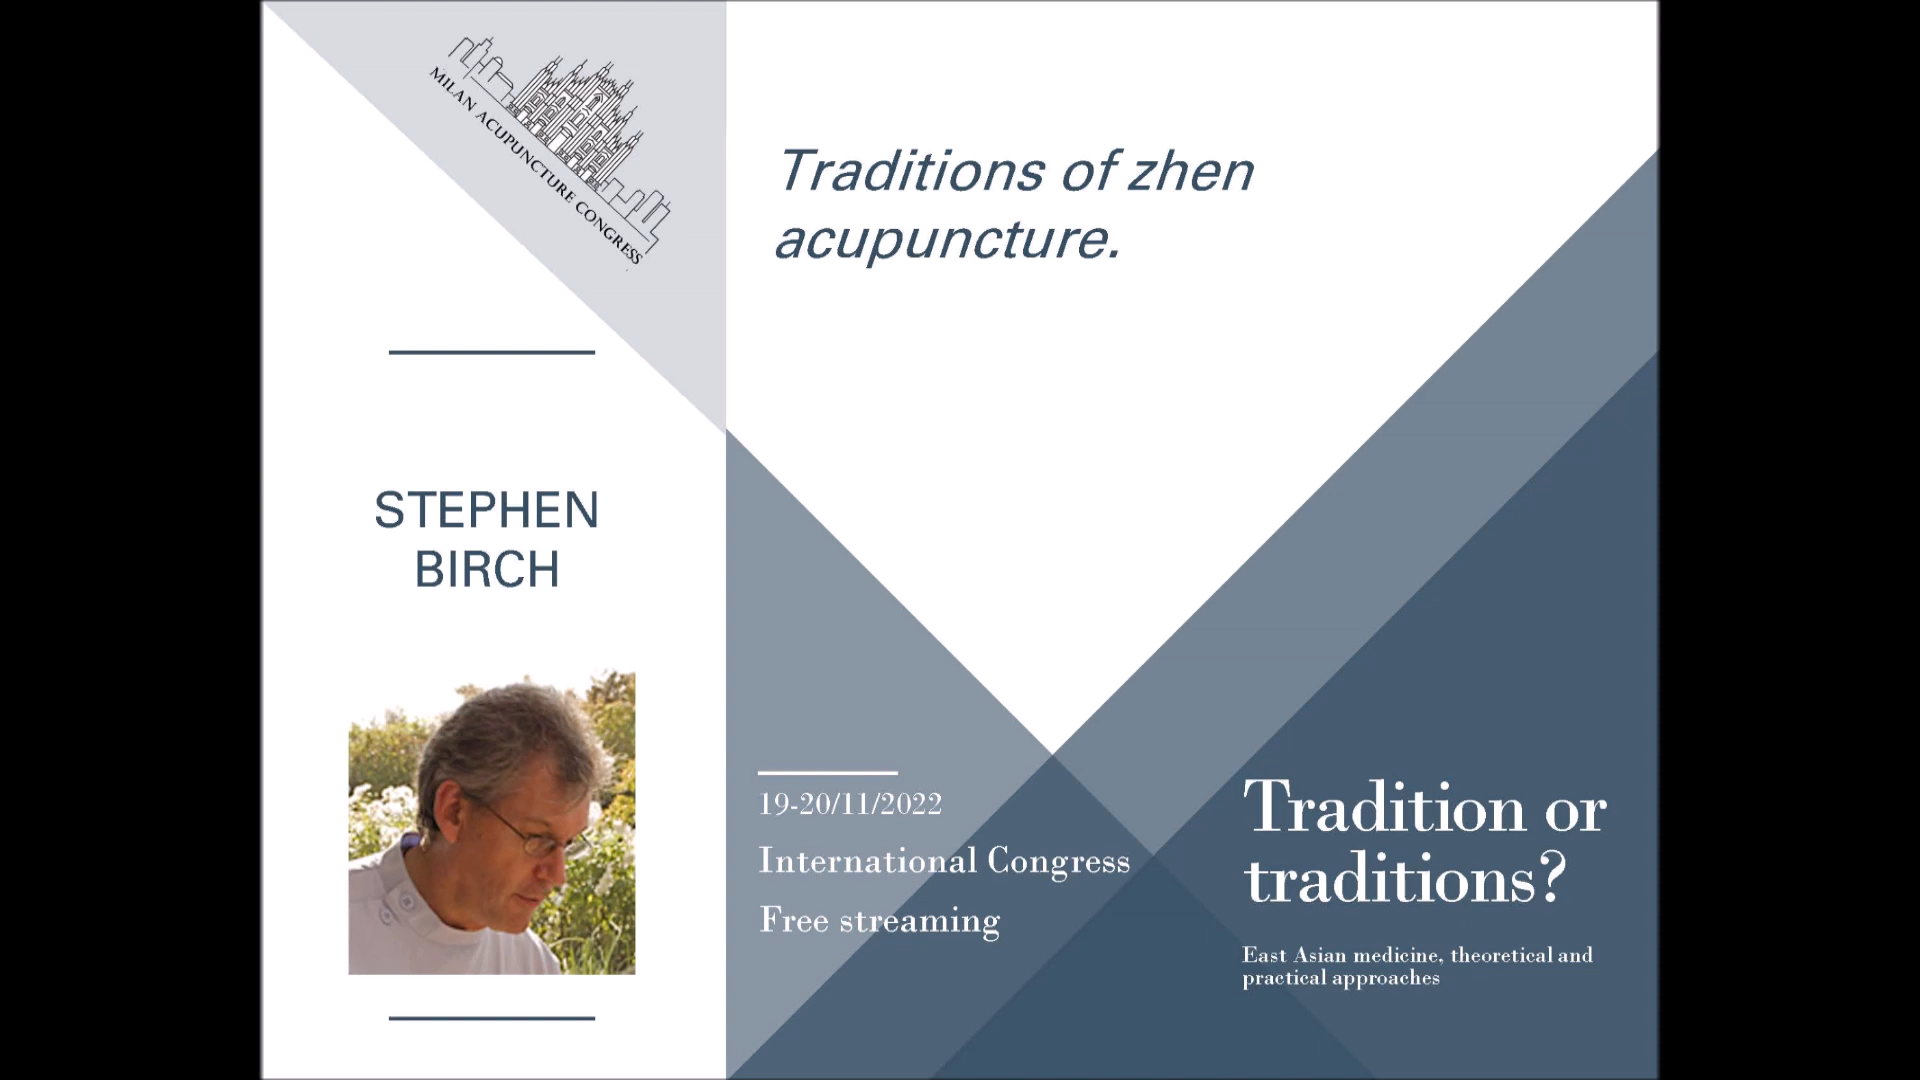 MILAN ACUPUNCTURE CONGRESS
Traditions of zhen
acupuncture.
STEPHEN
BIRCH
19-20/11/2022
International Congress
Free streaming
Tradition or
traditions?
East Asian medicine, theoretical and
practical approaches